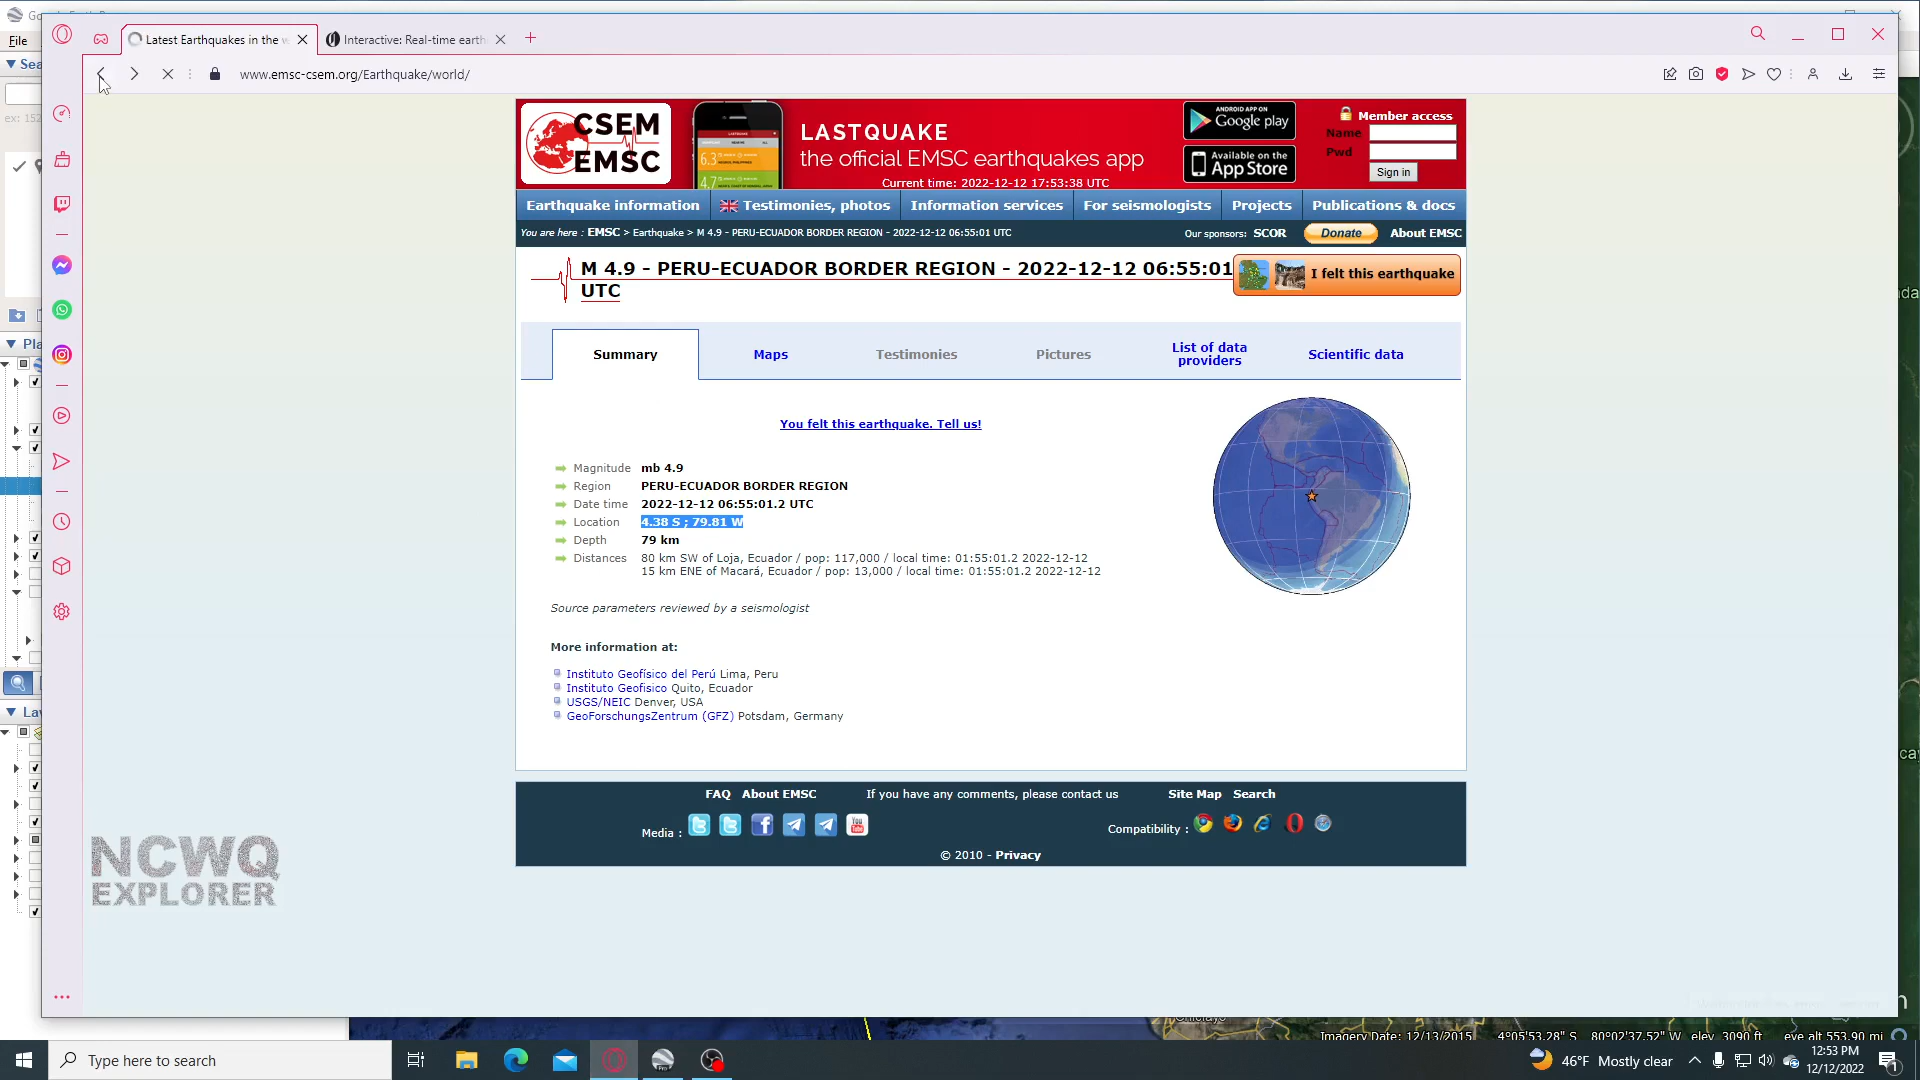 File
Latest Earthquakes in the w
Interactive: Real-time earth
www.emsc-csem.org/Earthquake/world/
Sea
ex: 152
CSEM
EMSC
LASTQUAKE
the official EMSC earthquakes app
Current time: 2022-12-12 17:53:38 UTC
ANDROID APP ON
Google play
Available on the
App Store
Member access
Name
Pwd
Sign in
Earthquake information
Testimonies, photos
Information services
For seismologists
Projects
Publications & docs
You are here : EMSC > Earthquake > M 4.9 - PERU-ECUADOR BORDER REGION - 2022-12-12 06:55:01 UTC
Our sponsors: SCOR
Donate
About EMSC
M 4.9 - PERU-ECUADOR BORDER REGION - 2022-12-12 06:55:01
UTC
I felt this earthquake
Summary
Maps
Testimonies
Pictures
List of data
providers
Scientific data
You felt this earthquake. Tell us!
Magnitude mb 4.9
Region PERU-ECUADOR BORDER REGION
Date time 2022-12-12 06:55:01.2 UTC
Location 4.38 S ; 79.81 W
Depth 79 km
Distances 80 km SW of Loja, Ecuador / pop: 117,000 / local time: 01:55:01.2 2022-12-12
15 km ENE of Macará, Ecuador / pop: 13,000 / local time: 01:55:01.2 2022-12-12
Source parameters reviewed by a seismologist
More information at:
Instituto Geofísico del Perú Lima, Peru
Instituto Geofisico Quito, Ecuador
USGS/NEIC Denver, USA
GeoForschungsZentrum (GFZ) Potsdam, Germany
Pla
Lay
FAQ About EMSC If you have any comments, please contact us Site Map Search
Media :
Compatibility :
© 2010 - Privacy
NCWQ
EXPLORER
Imagery Date: 12/13/2015 4°05'53.28" S 80°02'37.52" W elev 3090 ft eye alt 553.90 mi
Type here to search
46°F Mostly clear
12:53 PM
12/12/2022